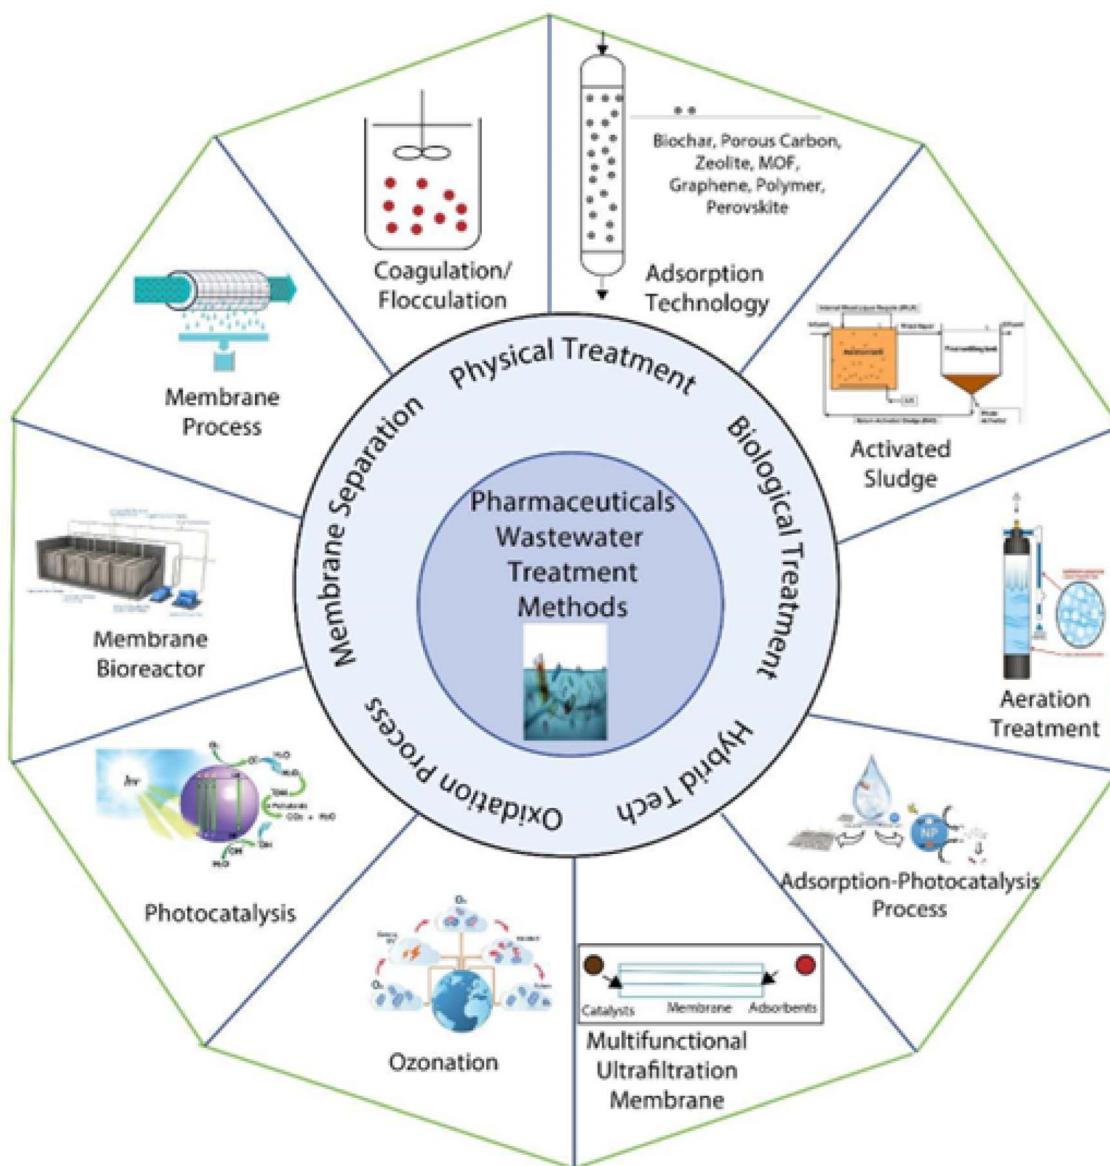 Pharmaceuticals
Wastewater
Treatment
Methods
Physical Treatment
Biological Treatment
Hybrid Tech
Oxidation Process
Membrane Separation
Biochar, Porous Carbon,
Zeolite, MOF,
Graphene, Polymer,
Perovskite
Adsorption
Technology
Activated
Sludge
Aeration
Treatment
NP
Adsorption-Photocatalysis
Process
Catalysts
Membrane
Adsorbents
Multifunctional
Ultrafiltration
Membrane
Ozonation
hv
Photocatalysis
Membrane
Bioreactor
Membrane
Process
Coagulation/
Flocculation